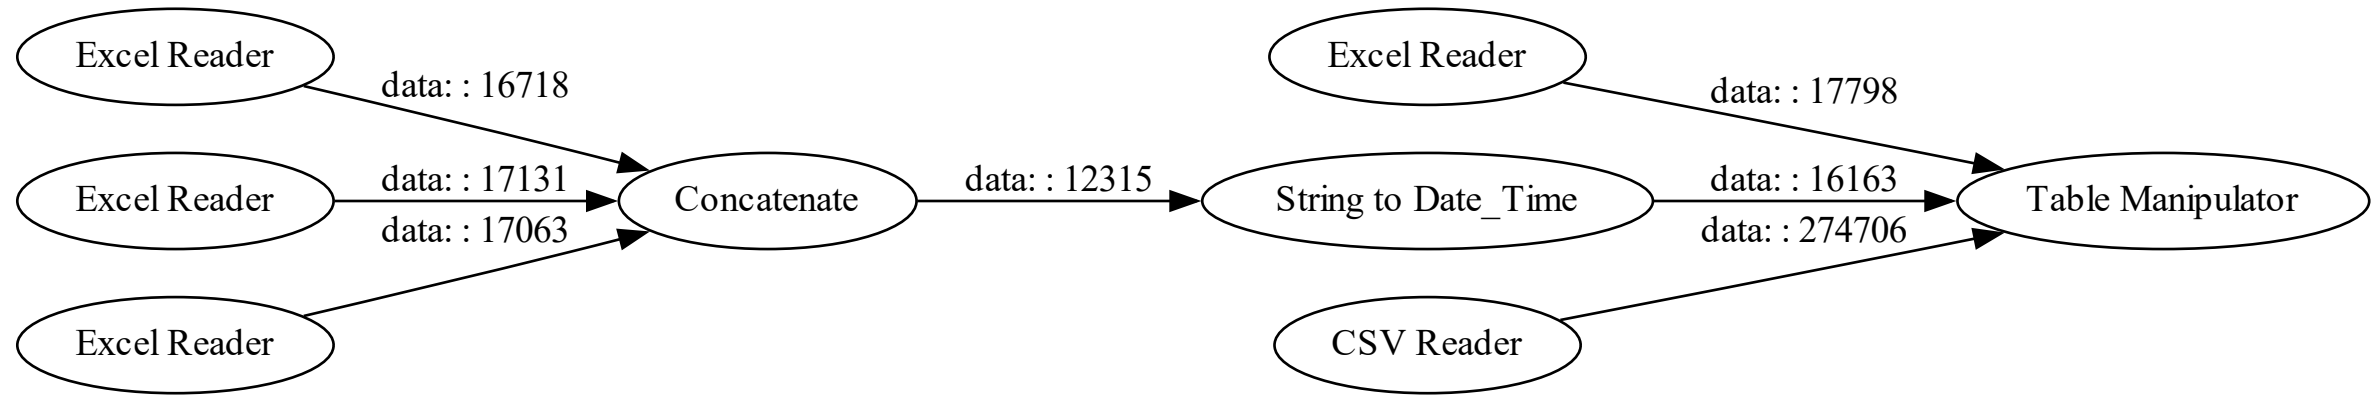 Excel Reader
data: : 16718
Excel Reader
data: : 17131
Excel Reader
data: : 17063
Concatenate
data: : 12315
String to Date_Time
Excel Reader
data: : 17798
data: : 16163
CSV Reader
data: : 274706
Table Manipulator